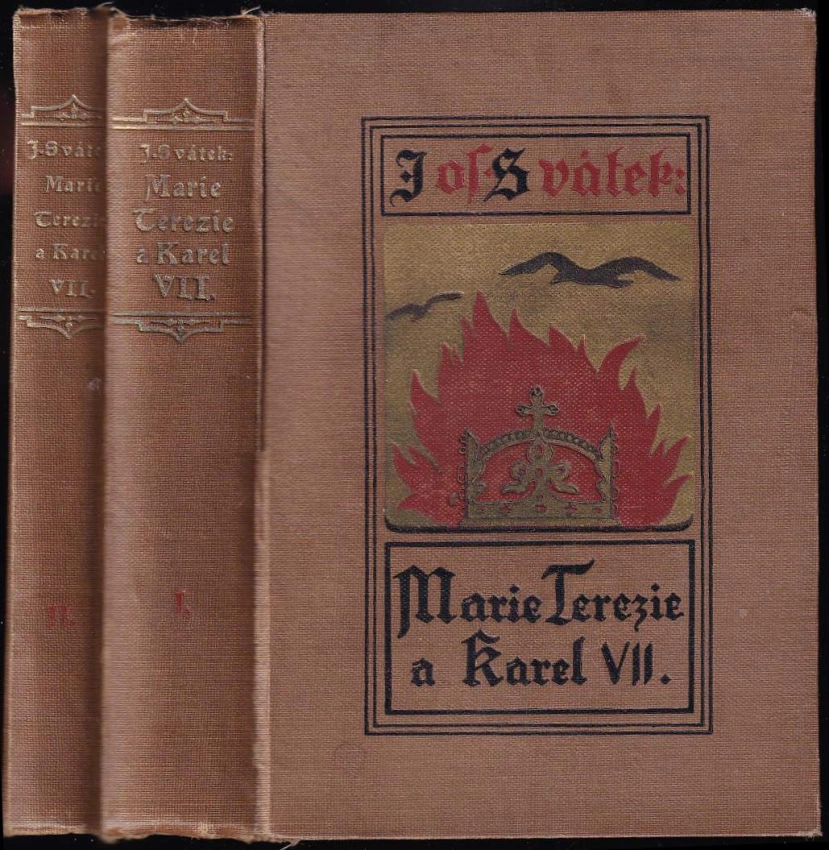 J. Svátek:
Marie
Terezie
a Karel
VII.
II.
J. Svátek:
Marie
Terezie
a Karel
VII.
I.
Jos. Svátek:
Marie Terezie
a Karel VII.